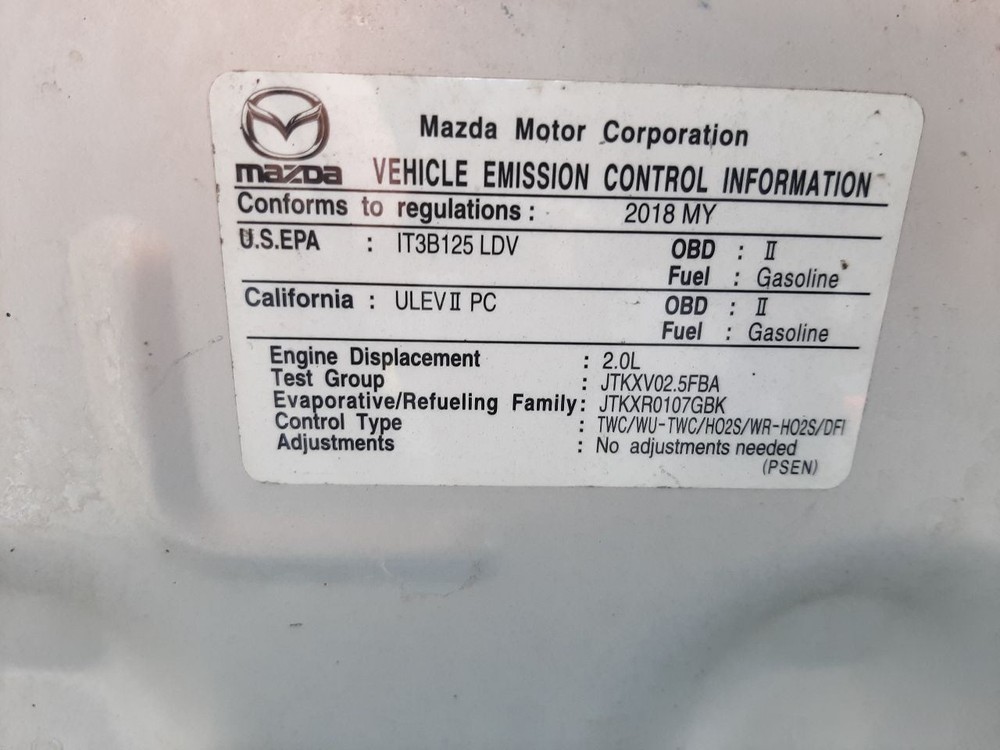 Mazda Motor Corporation
mazda VEHICLE EMISSION CONTROL INFORMATION
Conforms to regulations : 2018 MY
U.S.EPA : IT3B125 LDV OBD : II
Fuel : Gasoline
California : ULEV II PC OBD : II
Fuel : Gasoline
Engine Displacement : 2.0L
Test Group : JTKXV02.5FBA
Evaporative/Refueling Family : JTKXR0107GBK
Control Type : TWC/WU-TWC/HO2S/WR-HO2S/DFI
Adjustments : No adjustments needed
(PSEN)